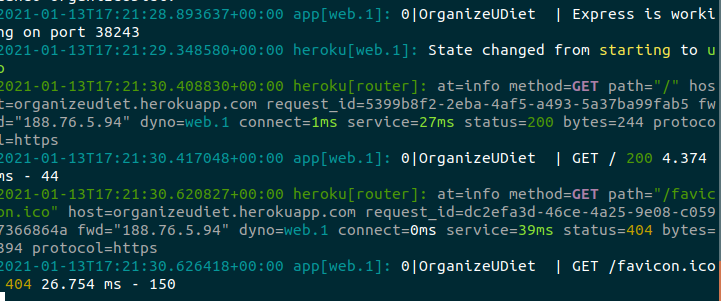 2021-01-13T17:21:28.893637+00:00 app[web.1]: 0|OrganizeUDiet  | Express is worki
ng on port 38243
2021-01-13T17:21:29.348580+00:00 heroku[web.1]: State changed from starting to u
p
2021-01-13T17:21:30.408830+00:00 heroku[router]: at=info method=GET path="/" hos
t=organizeudiet.herokuapp.com request_id=5399b8f2-2eba-4af5-a493-5a37ba99fab5 fw
d="188.76.5.94" dyno=web.1 connect=1ms service=27ms status=200 bytes=244 protoco
l=https
2021-01-13T17:21:30.417048+00:00 app[web.1]: 0|OrganizeUDiet  | GET / 200 4.374
ms - 44
2021-01-13T17:21:30.620827+00:00 heroku[router]: at=info method=GET path="/favic
on.ico" host=organizeudiet.herokuapp.com request_id=dc2efa3d-46ce-4a25-9e08-c059
7366864a fwd="188.76.5.94" dyno=web.1 connect=0ms service=39ms status=404 bytes=
394 protocol=https
2021-01-13T17:21:30.626418+00:00 app[web.1]: 0|OrganizeUDiet  | GET /favicon.ico
404 26.754 ms - 150